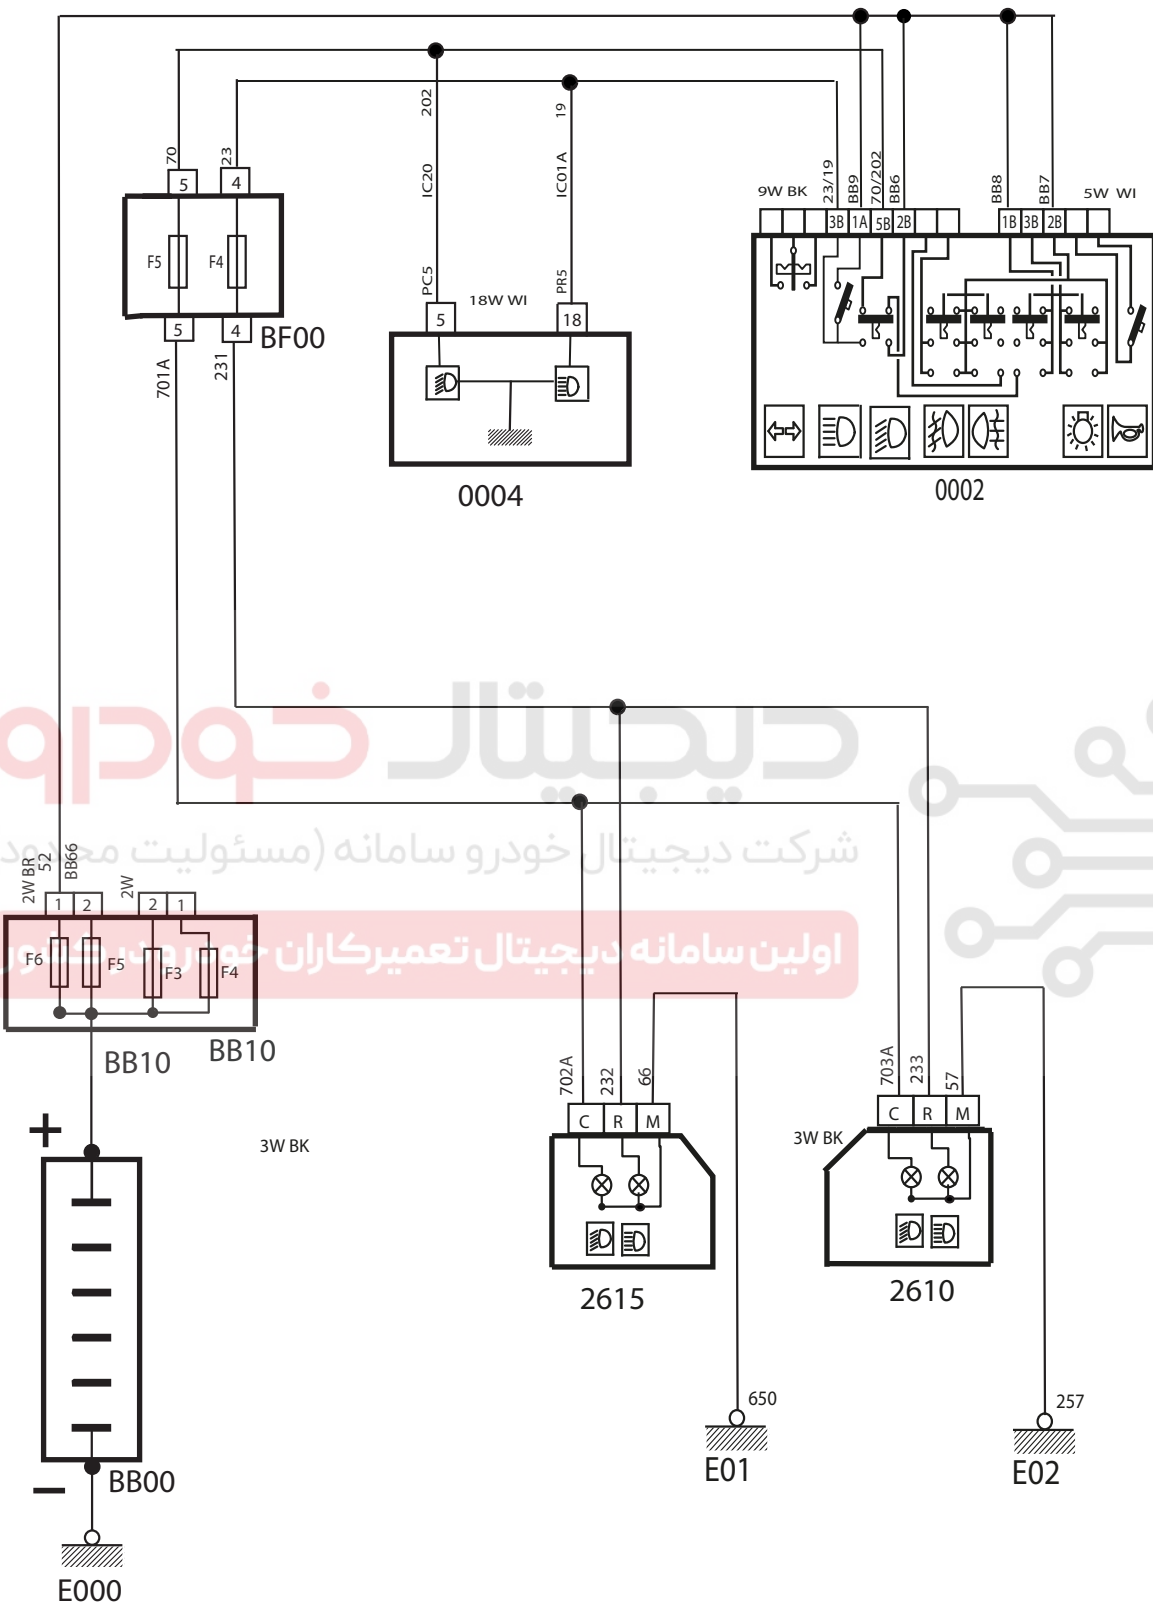 202
19
70
23
IC20
IC01A
23/19
BB9
70/202
BB6
BB8
BB7
9W BK
5W WI
3B
1A
5B
2B
1B
3B
2B
5
4
F5
F4
5
4
BF00
701A
231
PC5
18W WI
PR5
5
18
0004
0002
دیجیتال خودرو
شرکت دیجیتال خودرو سامانه (مسئولیت محدود
اولین سامانه دیجیتال تعمیرکاران خودرو در کشور
2W BR
52
BB66
2W
1
2
2
1
F6
F5
F3
F4
BB10
BB10
+
3W BK
702A
232
66
C
R
M
2615
703A
233
57
C
R
M
3W BK
2610
BB00
−
E000
650
E01
257
E02